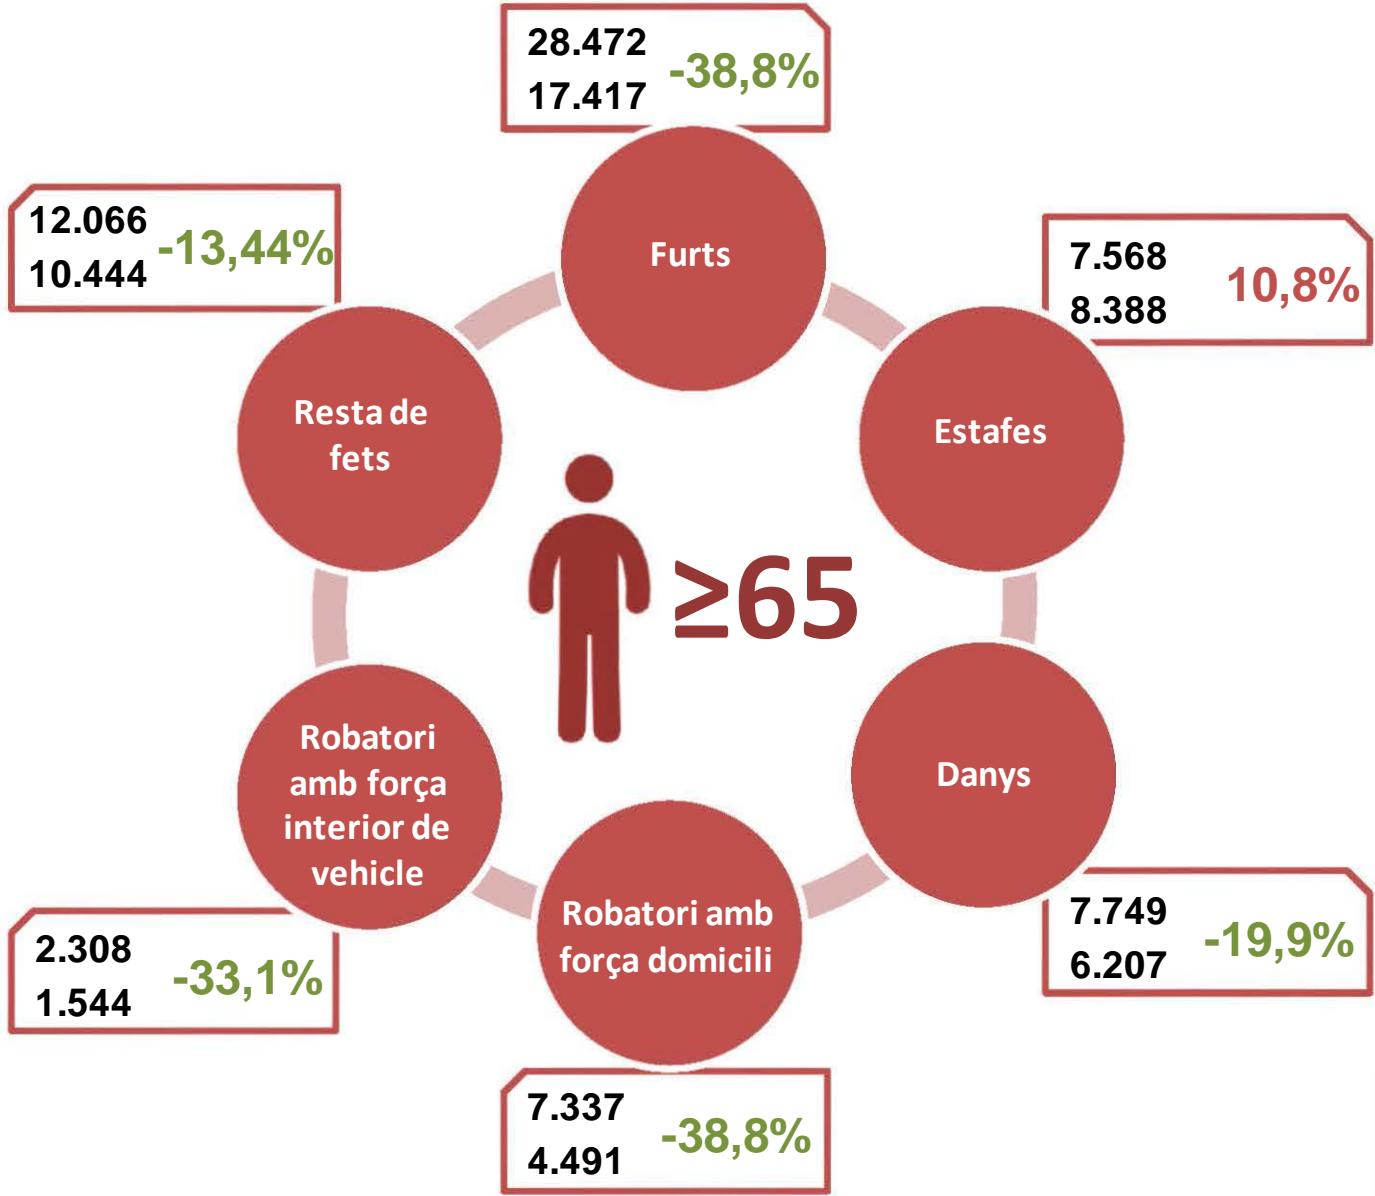 28.472
17.417
-38,8%
Furts
12.066
10.444
-13,44%
Resta de
fets
7.568
8.388
10,8%
Estafes
≥65
Robatori
amb força
interior de
vehicle
2.308
1.544
-33,1%
Danys
7.749
6.207
-19,9%
Robatori amb
força domicili
7.337
4.491
-38,8%